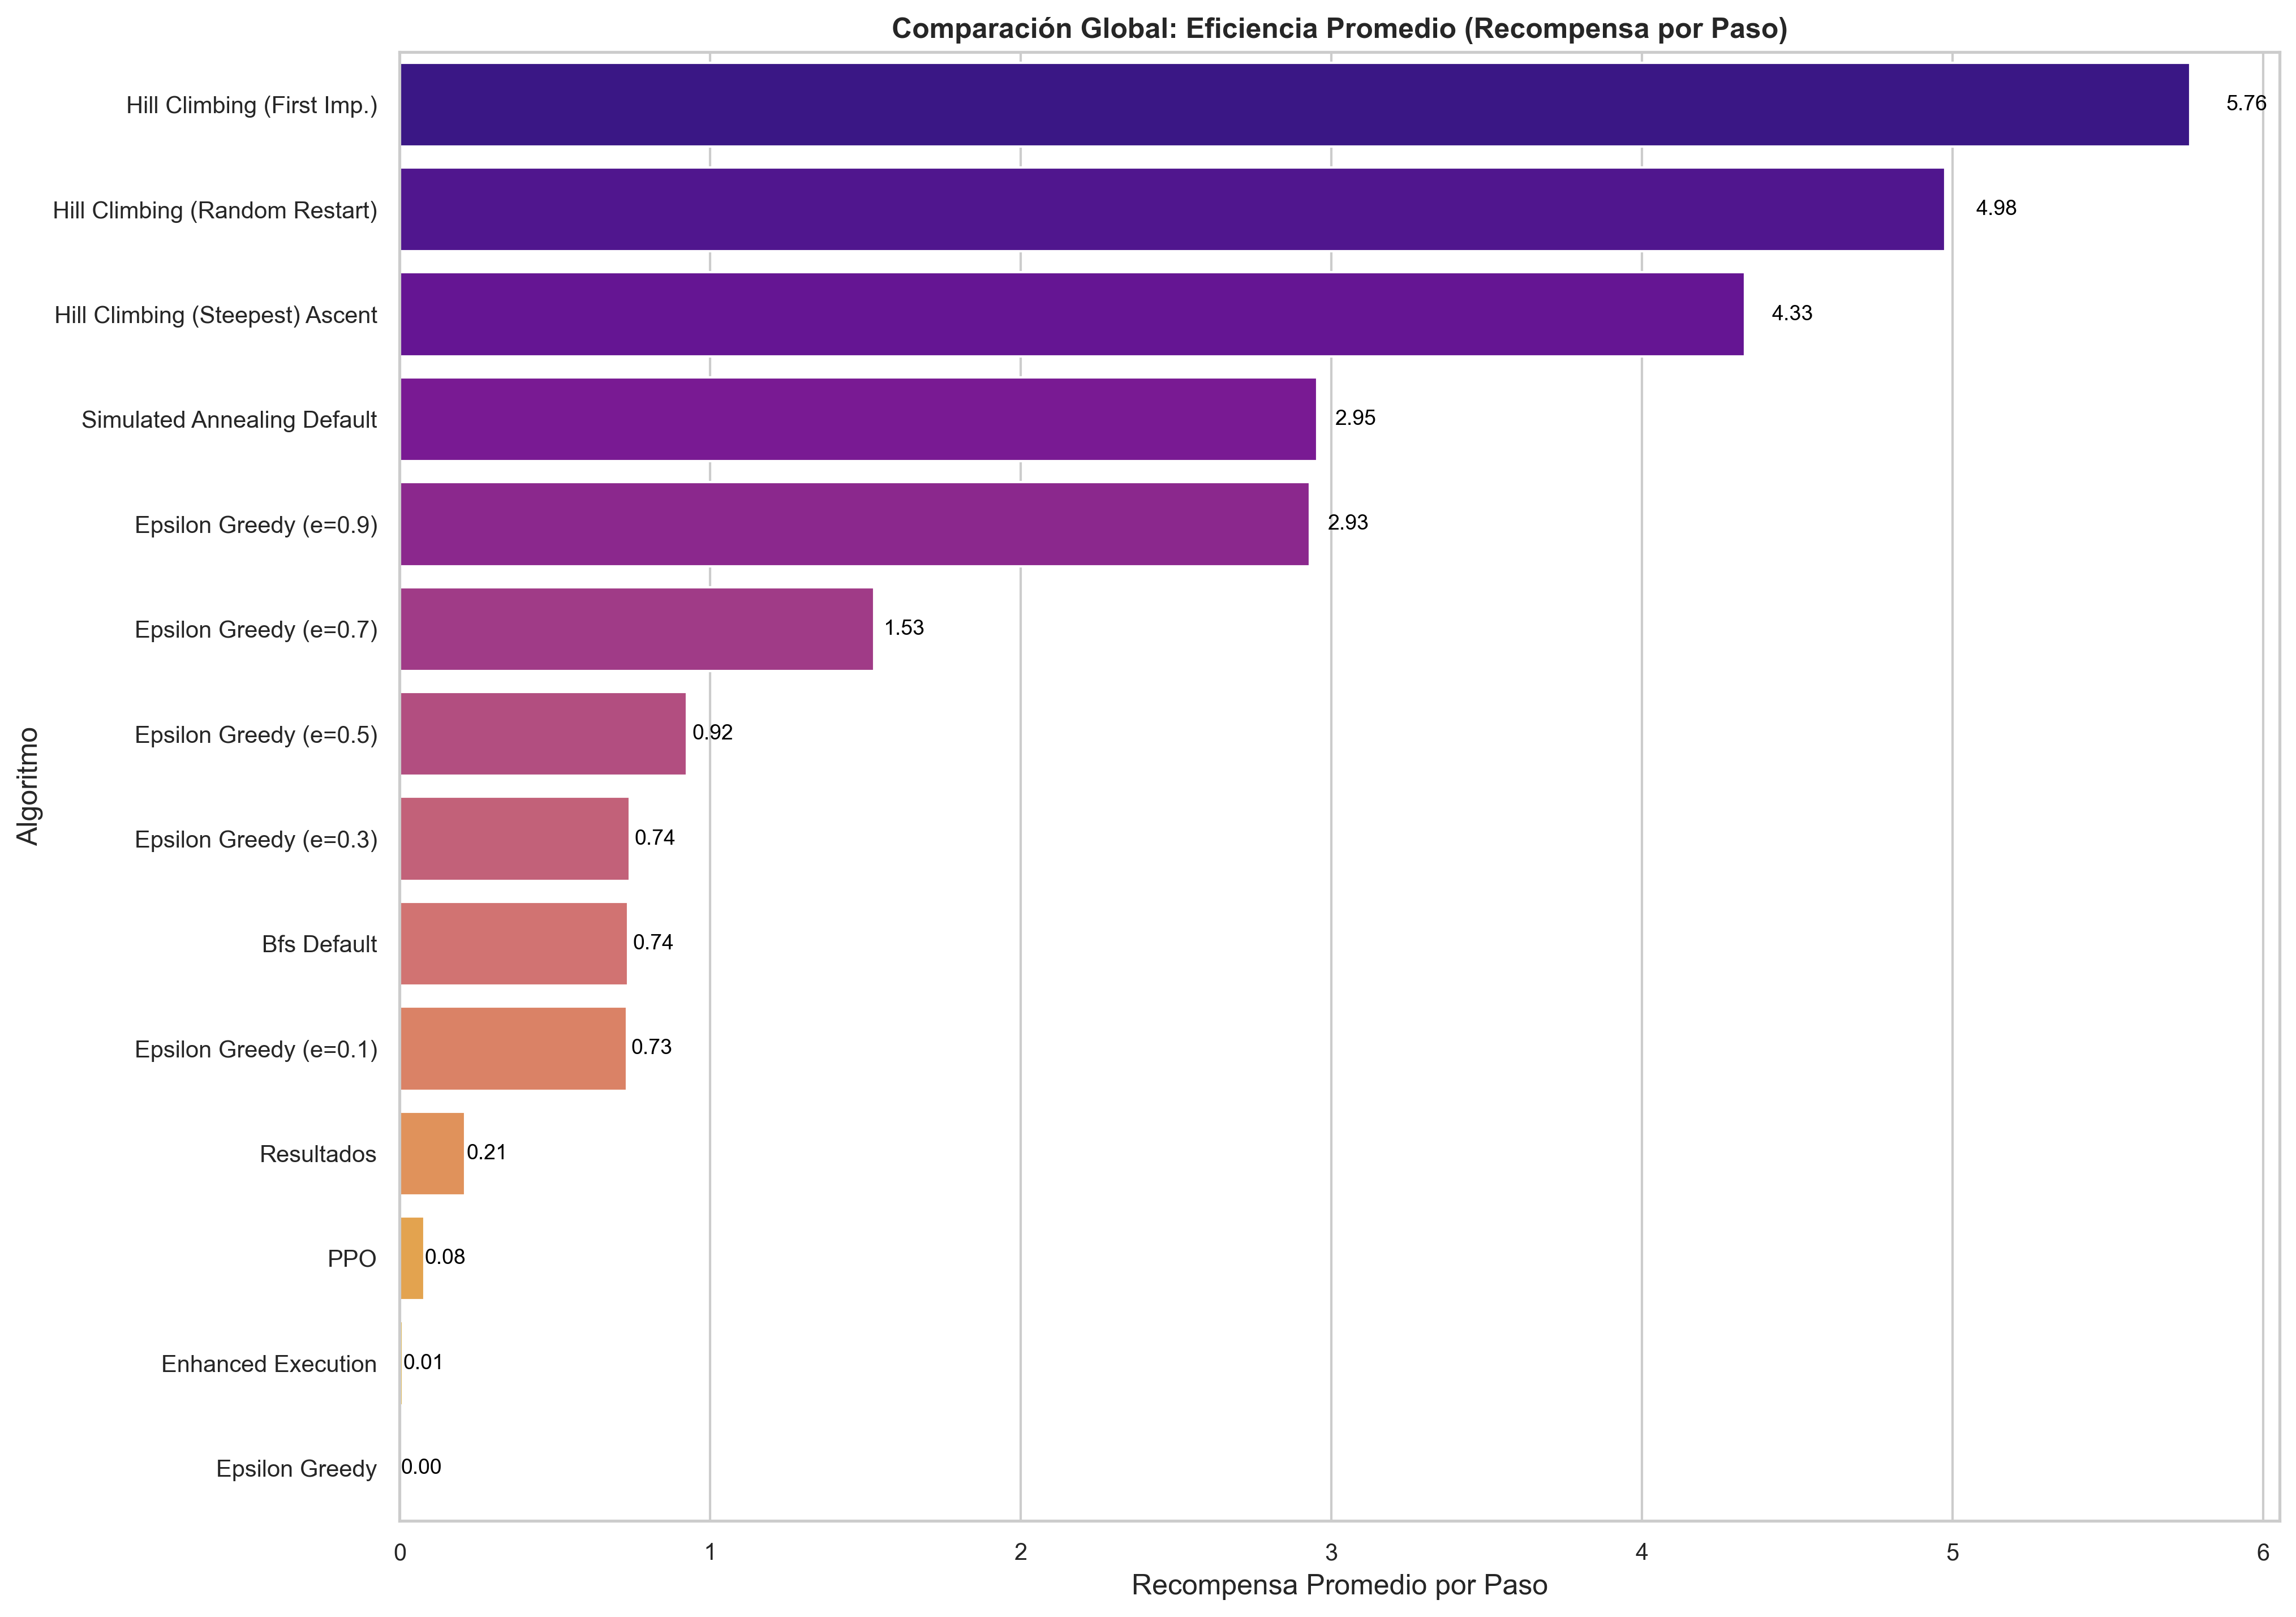 Comparación Global: Eficiencia Promedio (Recompensa por Paso)
Algoritmo
Hill Climbing (First Imp.) 5.76
Hill Climbing (Random Restart) 4.98
Hill Climbing (Steepest) Ascent 4.33
Simulated Annealing Default 2.95
Epsilon Greedy (e=0.9) 2.93
Epsilon Greedy (e=0.7) 1.53
Epsilon Greedy (e=0.5) 0.92
Epsilon Greedy (e=0.3) 0.74
Bfs Default 0.74
Epsilon Greedy (e=0.1) 0.73
Resultados 0.21
PPO 0.08
Enhanced Execution 0.01
Epsilon Greedy 0.00
0 1 2 3 4 5 6
Recompensa Promedio por Paso